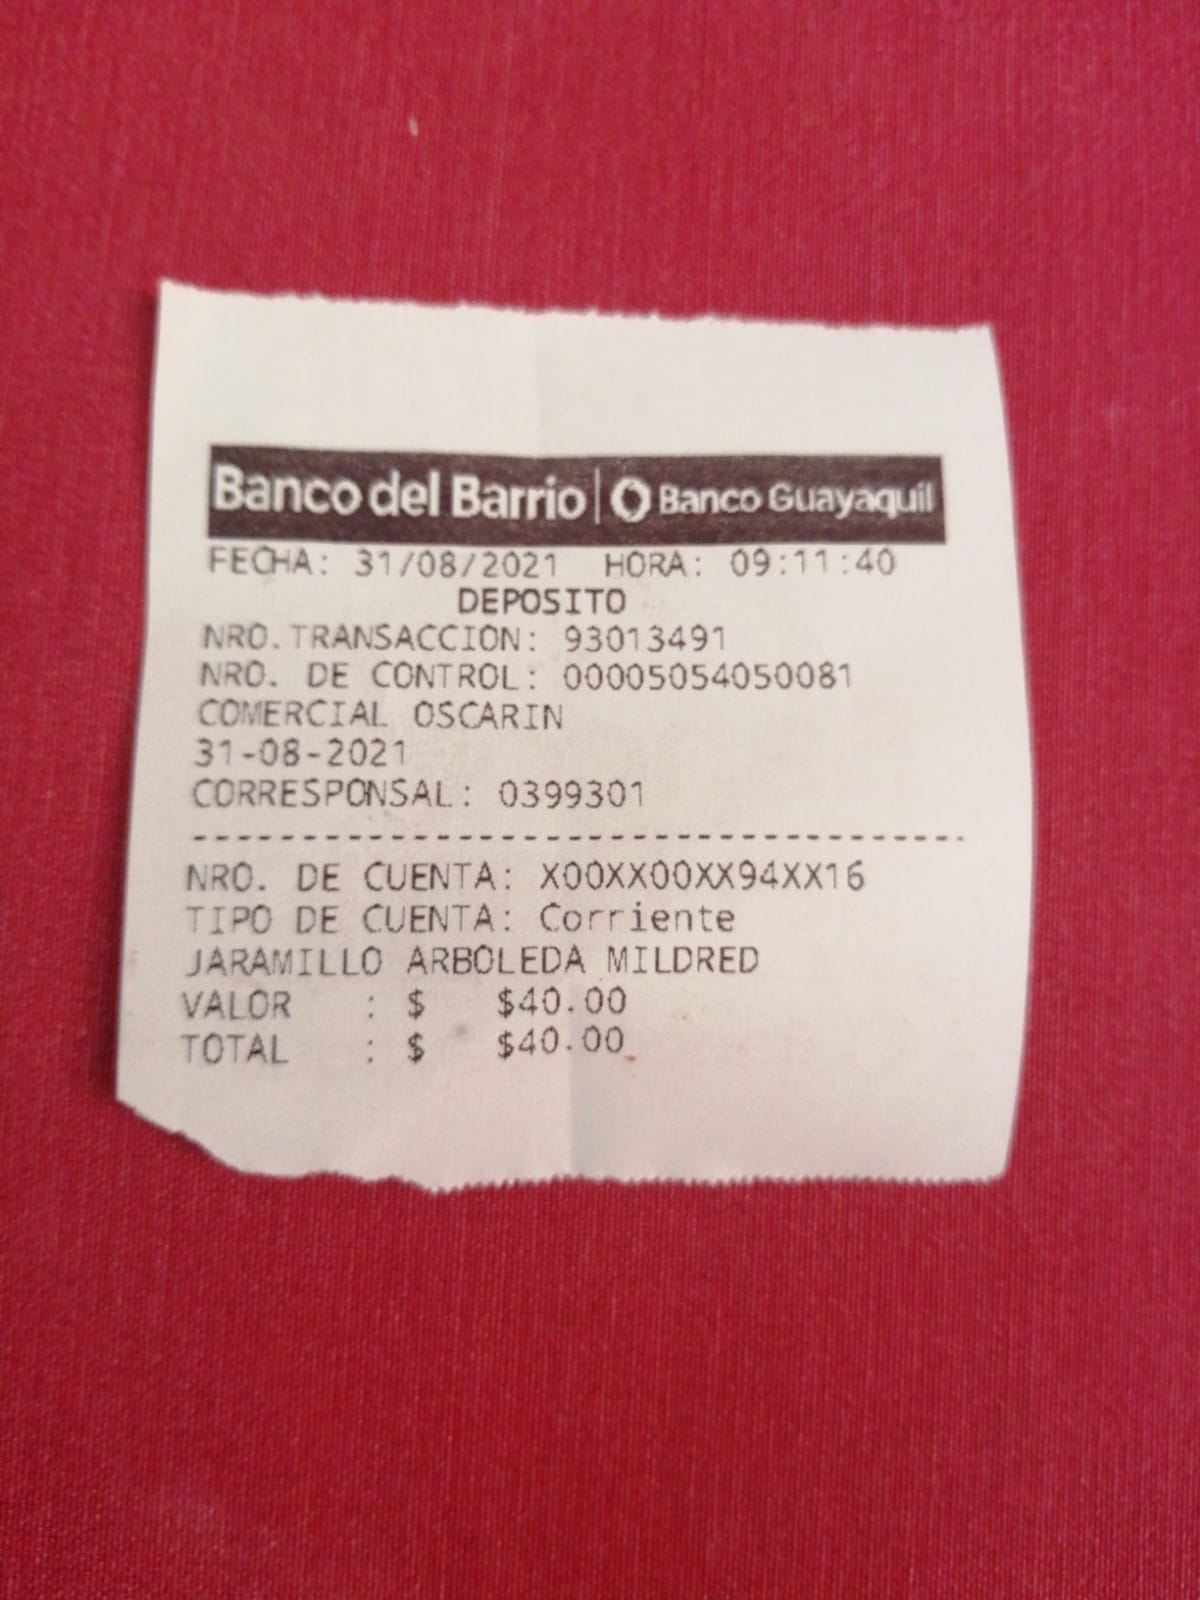 Banco del Barrio | Banco Guayaquil
FECHA: 31/08/2021 HORA: 09:11:40
DEPOSITO
NRO.TRANSACCION: 93013491
NRO. DE CONTROL: 00005054050081
COMERCIAL OSCARIN
31-08-2021
CORRESPONSAL: 0399301
------------------------------------
NRO. DE CUENTA: X00XX00XX94XX16
TIPO DE CUENTA: Corriente
JARAMILLO ARBOLEDA MILDRED
VALOR : $ $40.00
TOTAL : $ $40.00